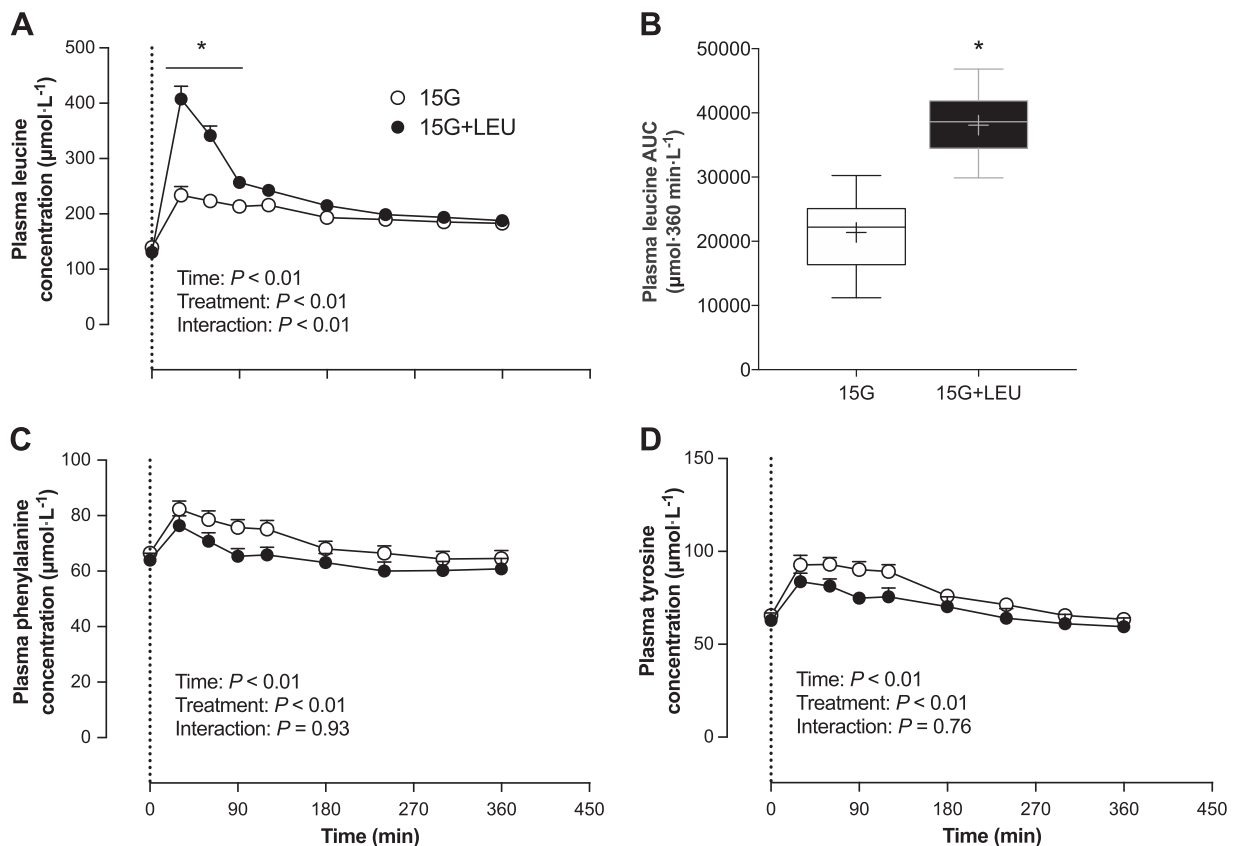 A
Plasma leucine
concentration (µmol·L⁻¹)
500
400
300
200
100
0
*
15G
15G+LEU
Time: P < 0.01
Treatment: P < 0.01
Interaction: P < 0.01
B
Plasma leucine AUC
(µmol·360 min·L⁻¹)
50000
40000
30000
20000
10000
0
*
15G
15G+LEU
C
Plasma phenylanine
concentration (µmol·L⁻¹)
100
80
60
40
20
0
Time: P < 0.01
Treatment: P < 0.01
Interaction: P = 0.93
0 90 180 270 360 450
Time (min)
D
Plasma tyrosine
concentration (µmol·L⁻¹)
150
100
50
0
Time: P < 0.01
Treatment: P < 0.01
Interaction: P = 0.76
0 90 180 270 360 450
Time (min)